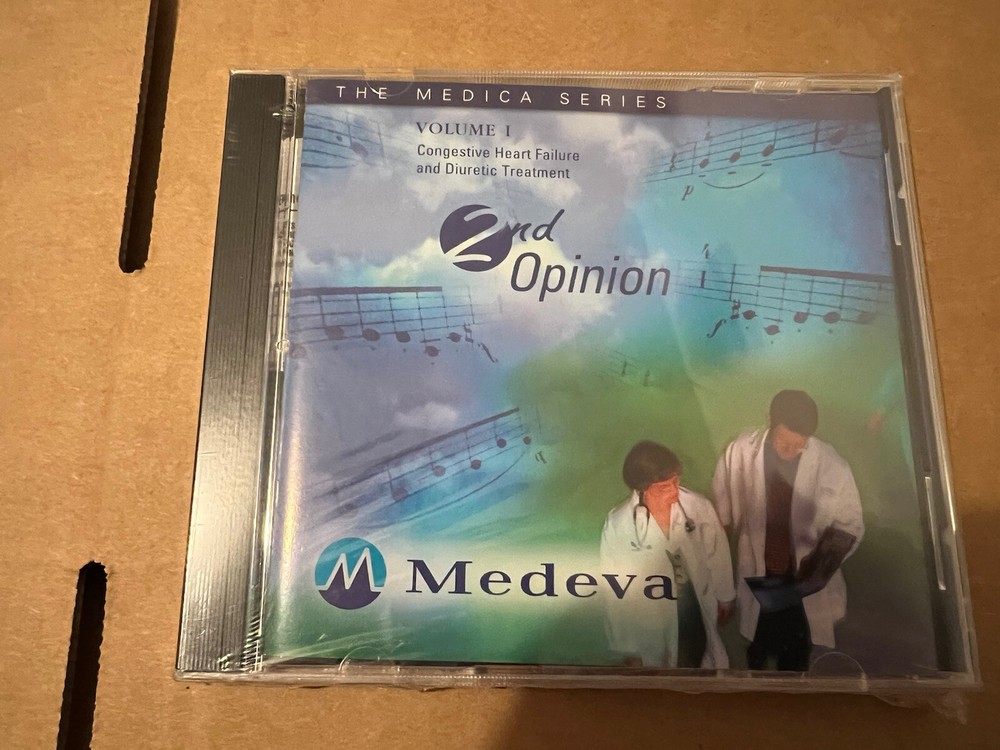 THE MEDICA SERIES
VOLUME I
Congestive Heart Failure
and Diuretic Treatment
2nd
Opinion
p
M Medeva